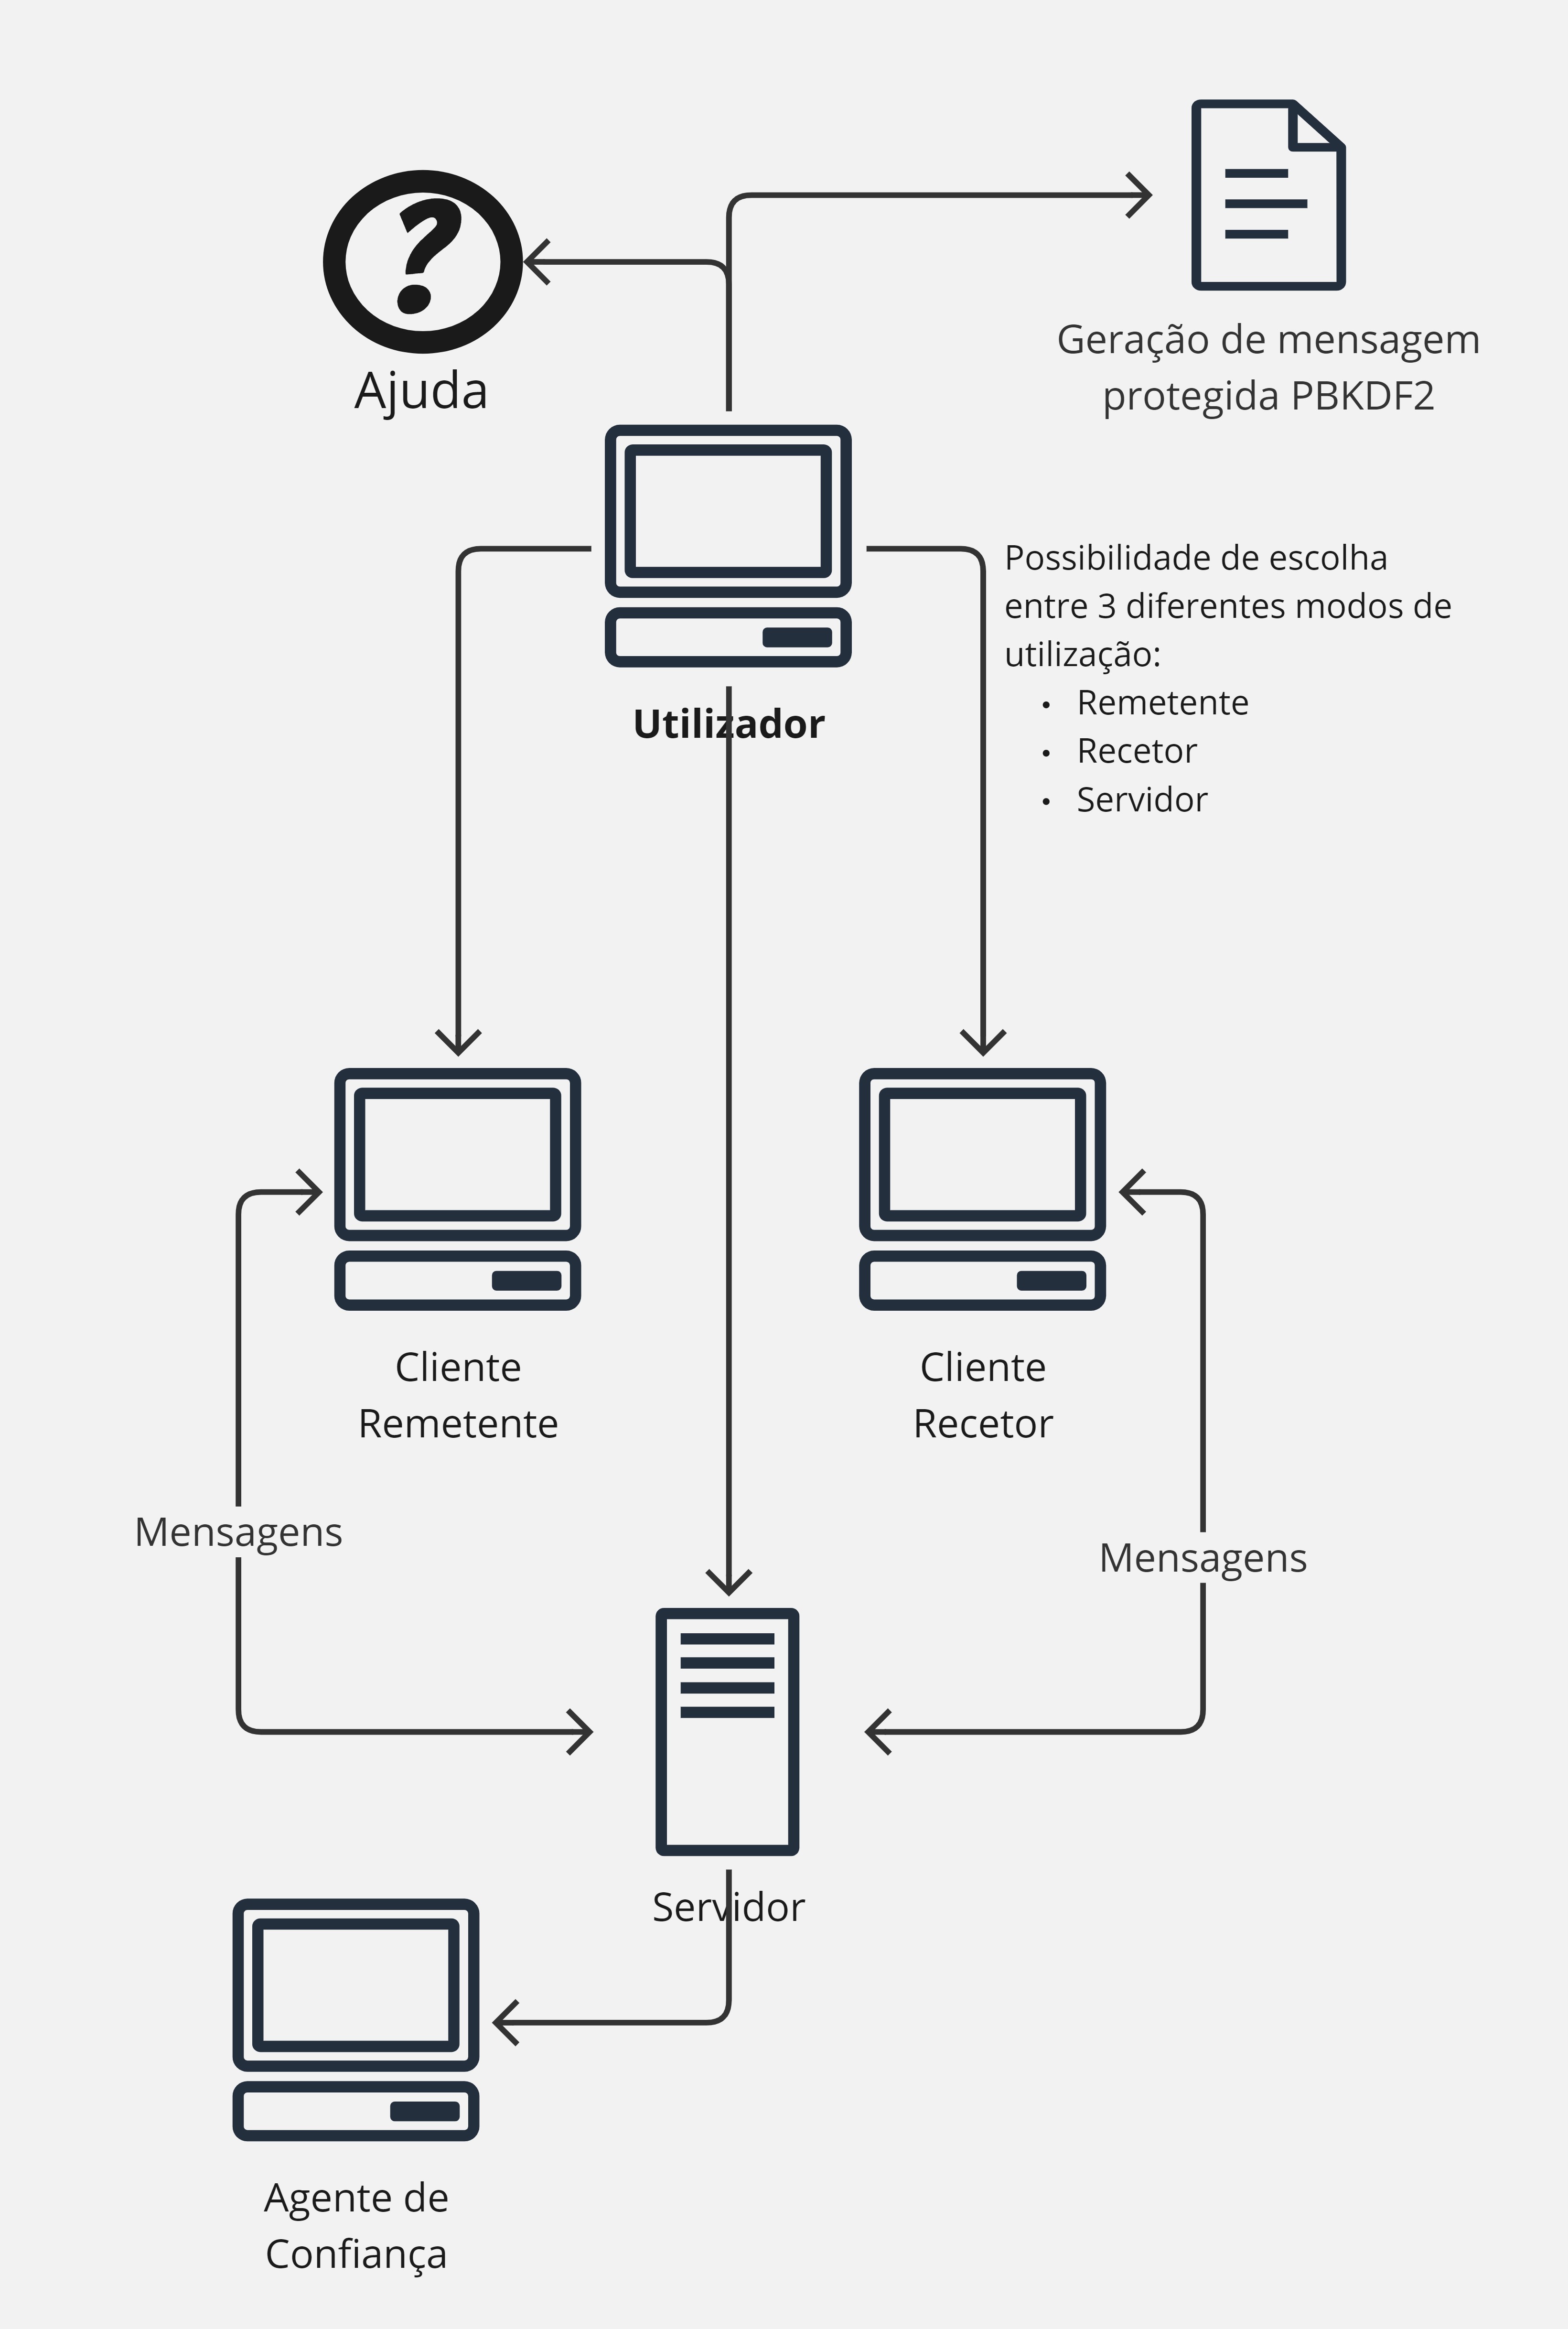 ?
Ajuda
Geração de mensagem
protegida PBKDF2
Possibilidade de escolha
entre 3 diferentes modos de
utilização:
• Remetente
• Recetor
• Servidor
Utilizador
Cliente
Remetente
Cliente
Recetor
Mensagens
Mensagens
Servidor
Agente de
Confiança